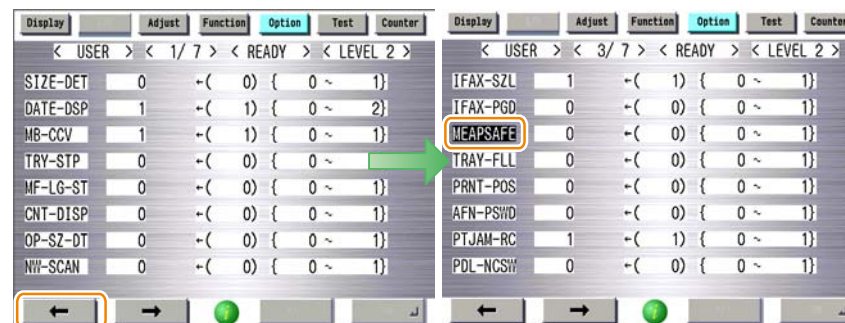 Display Adjust Function Option Test Counter
< USER > < 1/ 7 > < READY > < LEVEL 2 >
SIZE-DET 0 ←( 0) { 0 ~ 1}
DATE-DSP 1 ←( 1) { 0 ~ 2}
MB-CCV 1 ←( 1) { 0 ~ 1}
TRY-STP 0 ←( 0) { 0 ~
MF-LG-ST 0 ←( 0) { 0 ~ 1}
CNT-DISP 0 ←( 0) { 0 ~ 1}
OP-SZ-DT 0 ←( 0) { 0 ~ 1}
NW-SCAN 0 ←( 0) { 0 ~ 1}
Display Adjust Function Option Test Counter
< USER > < 3/ 7 > < READY > < LEVEL 2 >
IFAX-SZL 1 ←( 1) { 0 ~ 1}
IFAX-PGD 0 ←( 0) { 0 ~ 1}
MEAPSAFE 0 ←( 0) { 0 ~ 1}
TRAY-FLL 0 ←( 0) { 0 ~ 1}
PRNT-POS 0 ←( 0) { 0 ~ 1}
AFN-PSWD 0 ←( 0) { 0 ~ 1}
PTJAM-RC 1 ←( 1) { 0 ~ 1}
PDL-NCSW 0 ←( 0) { 0 ~ 1}